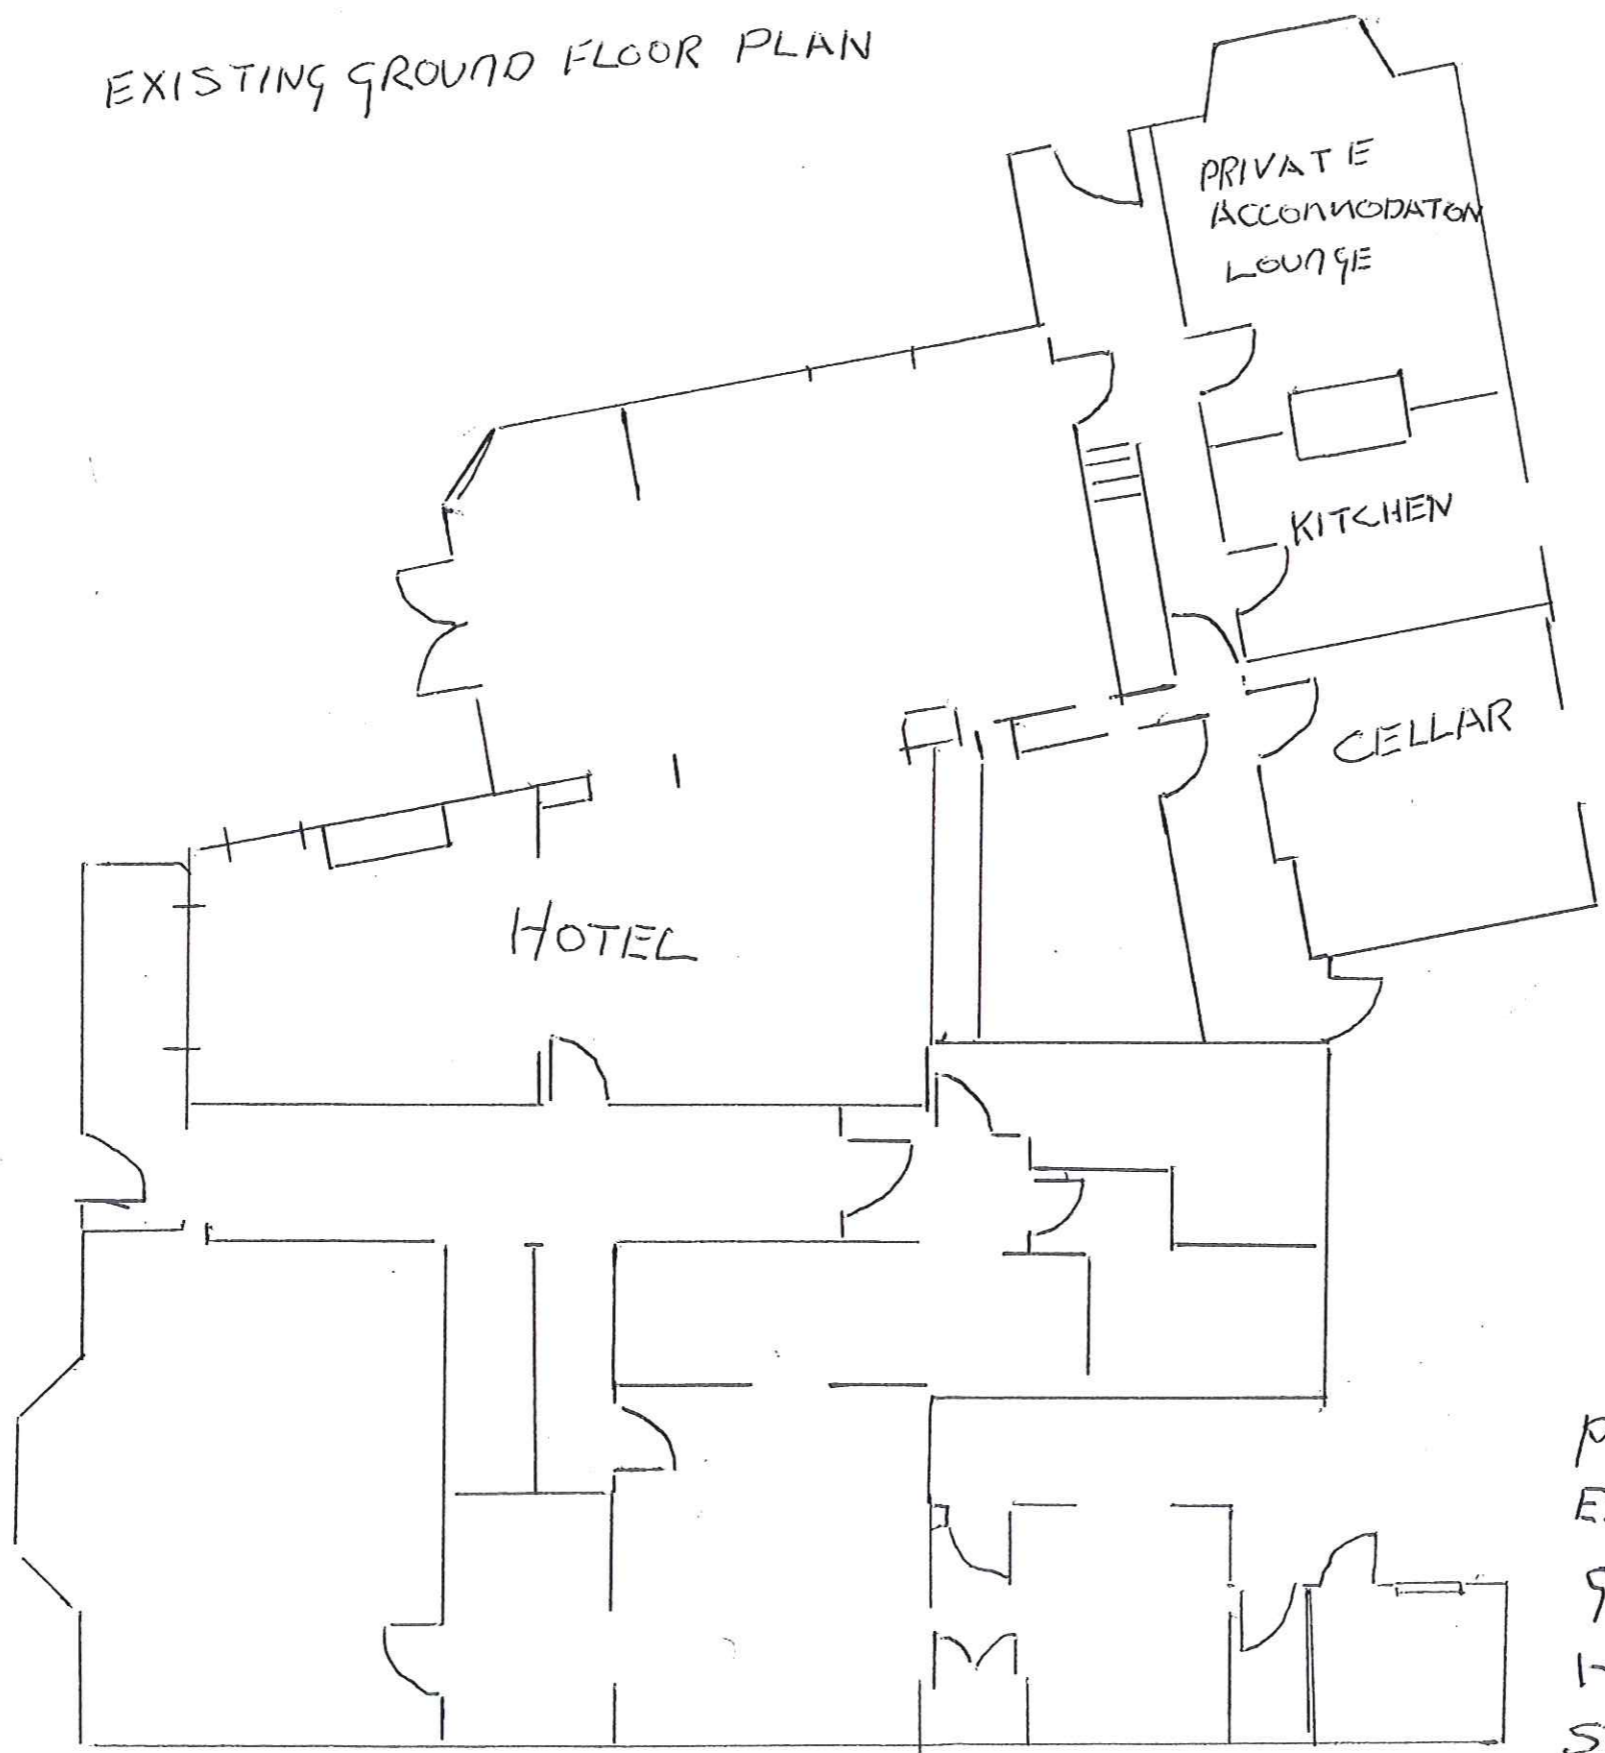 EXISTING GROUND FLOOR PLAN
PRIVATE
ACCOMMODATON
LOUNGE
KITCHEN
CELLAR
HOTEL